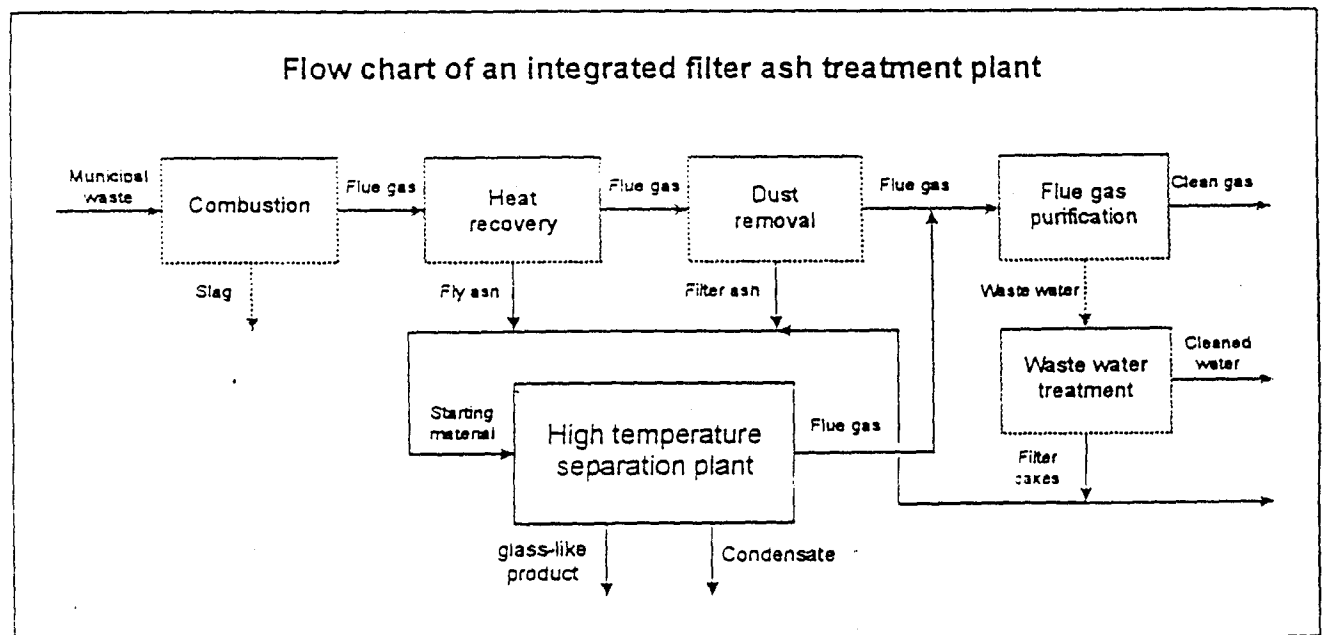 Flow chart of an integrated filter ash treatment plant
Municipal
waste
Combustion
Flue gas
Heat
recovery
Flue gas
Dust
removal
Flue gas
Flue gas
purification
Clean gas
Slag
Fly ash
Filter ash
Waste water
Waste water
treatment
Cleaned
water
Starting
material
High temperature
separation plant
Flue gas
Filter
cakes
glass-like
product
Condensate